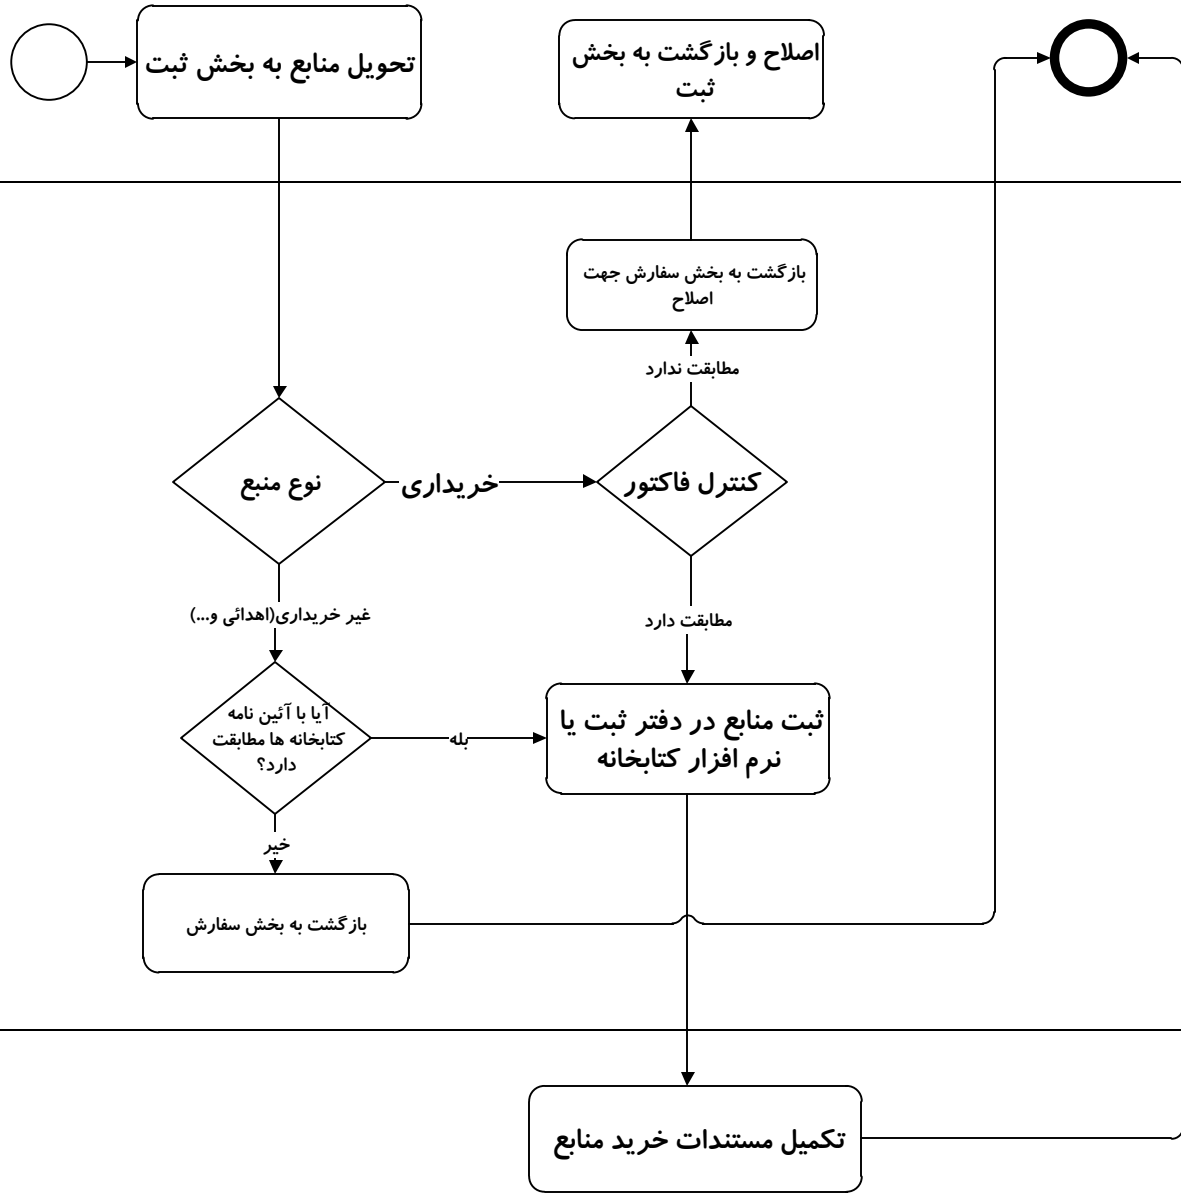 تحویل منابع به بخش ثبت
اصلاح و بازگشت به بخش
ثبت
بازگشت به بخش سفارش جهت
اصلاح
مطابقت ندارد
نوع منبع
خریداری
کنترل فاکتور
غیر خریداری(اهدائی و...)
مطابقت دارد
آیا با آئین نامه
کتابخانه ها مطابقت
دارد؟
بله
ثبت منابع در دفتر ثبت یا
نرم افزار کتابخانه
خیر
بازگشت به بخش سفارش
تکمیل مستندات خرید منابع